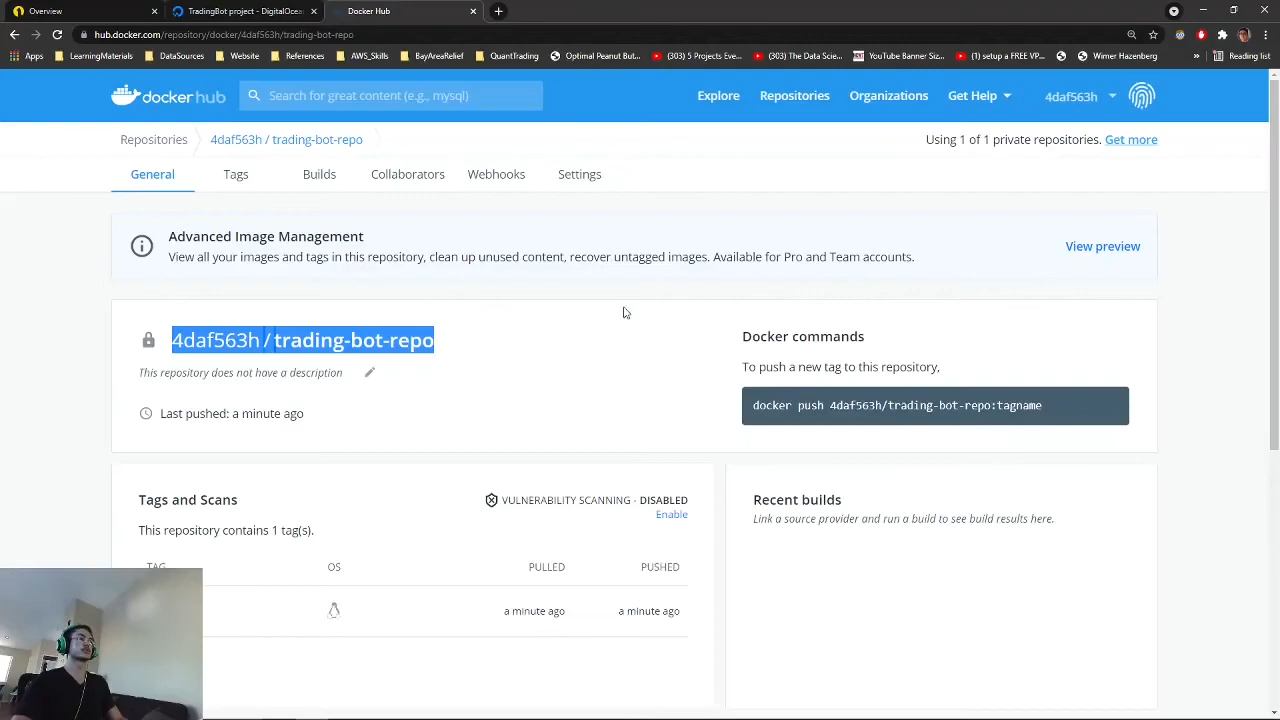 Overview
TradingBot project - DigitalOcean
Docker Hub
hub.docker.com/repository/docker/4daf563h/trading-bot-repo
Apps
LearningMaterials
DataSources
Website
References
AWS_Skills
BayAreaRelief
QuantTrading
Optimal Peanut Bu...
(303) 5 Projects Eve...
(303) The Data Scie...
YouTube Banner Siz...
(1) setup a FREE VP...
Wimer Hazenberg
»
Reading list
docker hub
Search for great content (e.g., mysql)
Explore
Repositories
Organizations
Get Help
4daf563h
Repositories
4daf563h / trading-bot-repo
Using 1 of 1 private repositories. Get more
General
Tags
Builds
Collaborators
Webhooks
Settings
Advanced Image Management
View all your images and tags in this repository, clean up unused content, recover untagged images. Available for Pro and Team accounts.
View preview
4daf563h / trading-bot-repo
This repository does not have a description
Last pushed: a minute ago
Docker commands
To push a new tag to this repository,
docker push 4daf563h/trading-bot-repo:tagname
Tags and Scans
VULNERABILITY SCANNING - DISABLED
Enable
This repository contains 1 tag(s).
TAG
OS
PULLED
PUSHED
a minute ago
a minute ago
Recent builds
Link a source provider and run a build to see build results here.